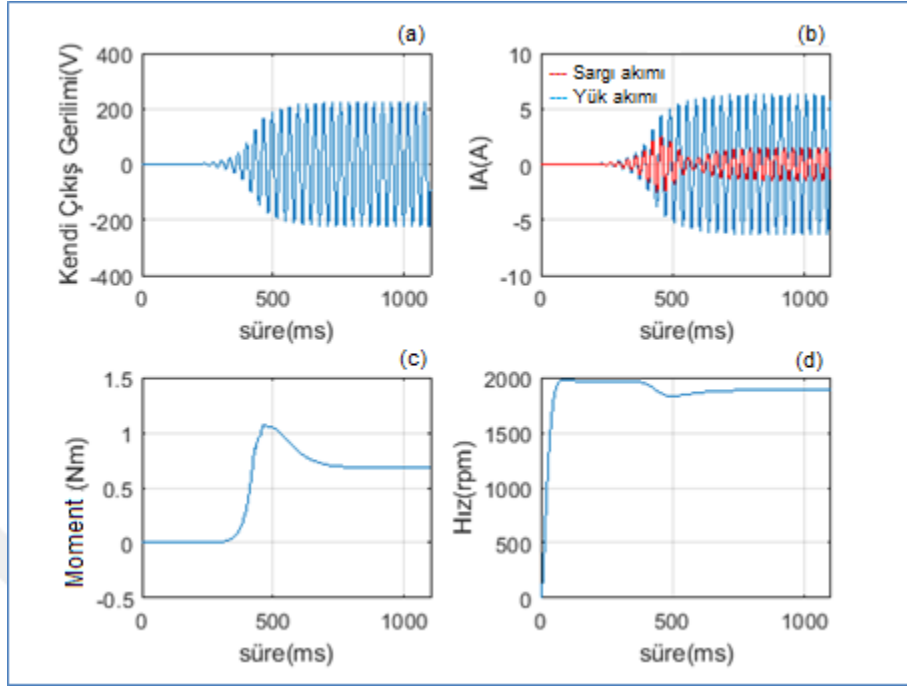 (a)
Kendi Çıkış Gerilimi(V)
400
200
0
-200
-400
0
500
1000
süre(ms)
(b)
Sargı akımı
Yük akımı
IA(A)
10
5
0
-5
-10
0
500
1000
süre(ms)
(c)
Moment (Nm)
1.5
1
0.5
0
-0.5
0
500
1000
süre(ms)
(d)
Hız(rpm)
2000
1500
1000
500
0
0
500
1000
süre(ms)